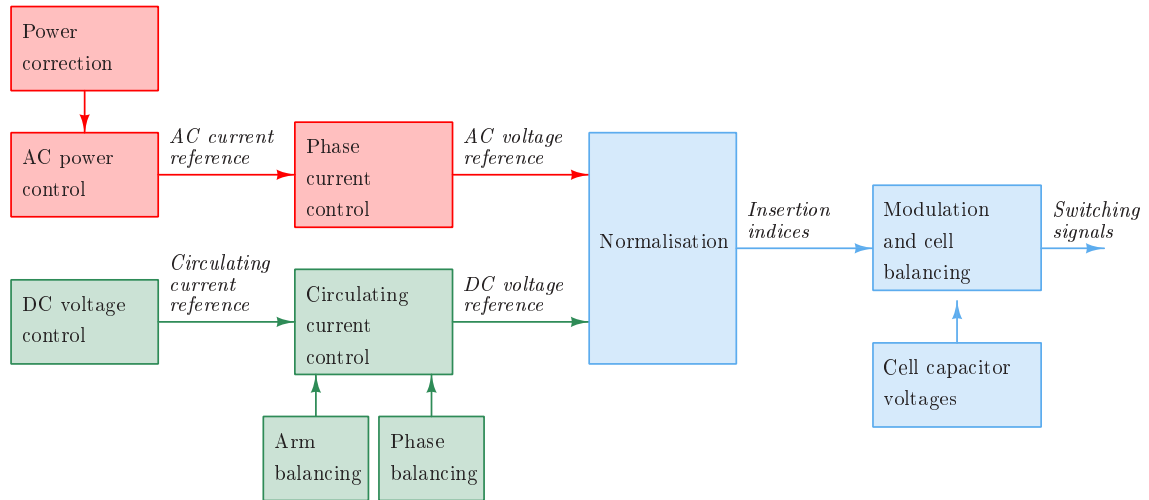 Power
correction
AC power
control
AC current
reference
Phase
current
control
AC voltage
reference
DC voltage
control
Circulating
current
reference
Circulating
current
control
DC voltage
reference
Arm
balancing
Phase
balancing
Normalisation
Insertion
indices
Modulation
and cell
balancing
Switching
signals
Cell capacitor
voltages